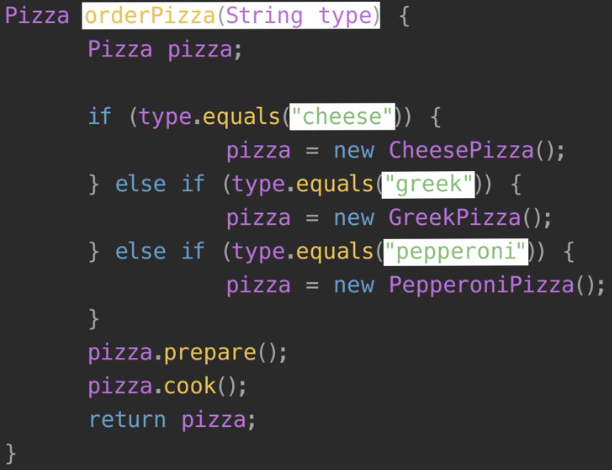 Pizza orderPizza(String type) {
Pizza pizza;
if (type.equals("cheese")) {
pizza = new CheesePizza();
} else if (type.equals("greek")) {
pizza = new GreekPizza();
} else if (type.equals("pepperoni")) {
pizza = new PepperoniPizza();
}
pizza.prepare();
pizza.cook();
return pizza;
}